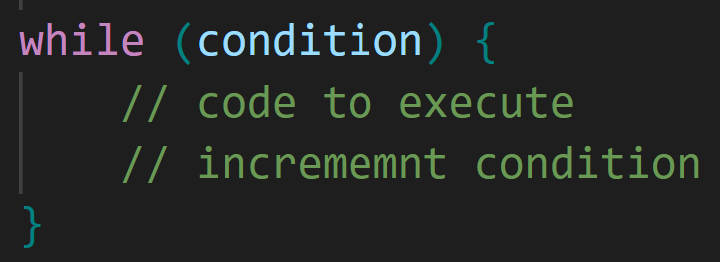 while (condition) {
// code to execute
// incrememnt condition
}